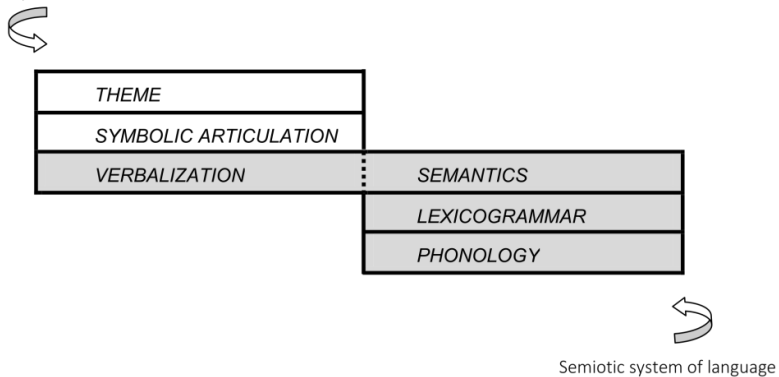 THEME
SYMBOLIC ARTICULATION
VERBALIZATION SEMANTICS
LEXICOGRAMMAR
PHONOLOGY
Semiotic system of language